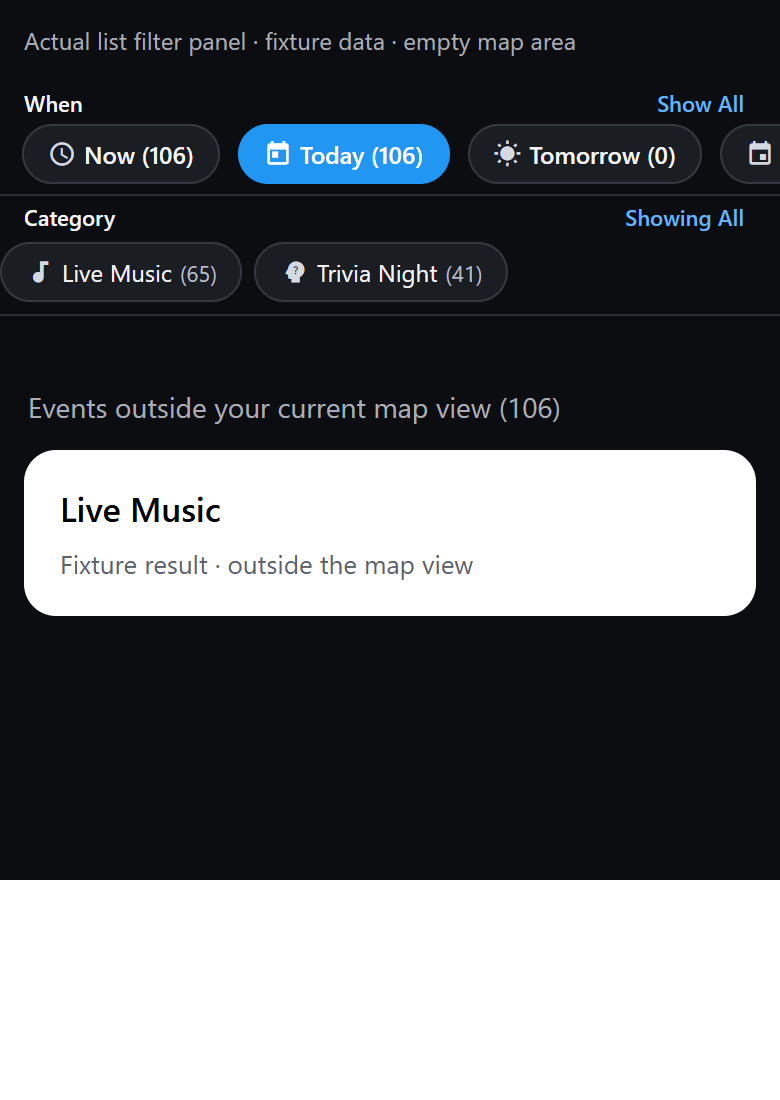 Actual list filter panel · fixture data · empty map area
When Show All
Now (106) Today (106) Tomorrow (0)
Category Showing All
Live Music (65) Trivia Night (41)
Events outside your current map view (106)
Live Music
Fixture result · outside the map view